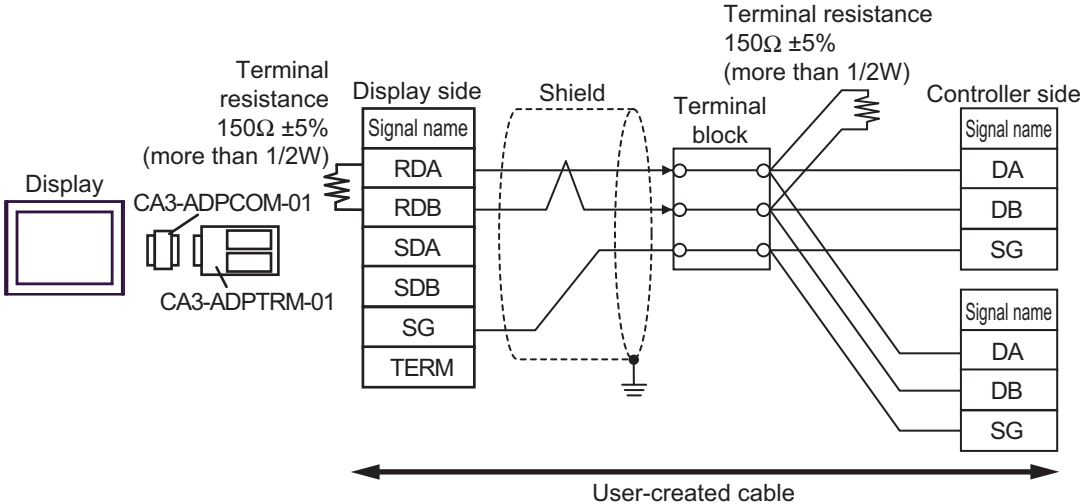 Terminal resistance
150Ω ±5%
(more than 1/2W)
Terminal
resistance
150Ω ±5%
(more than 1/2W)
Display side
Shield
Terminal
block
Controller side
Signal name
RDA
RDB
SDA
SDB
SG
TERM
Signal name
DA
DB
SG
Display
CA3-ADPCOM-01
CA3-ADPTRM-01
Signal name
DA
DB
SG
User-created cable